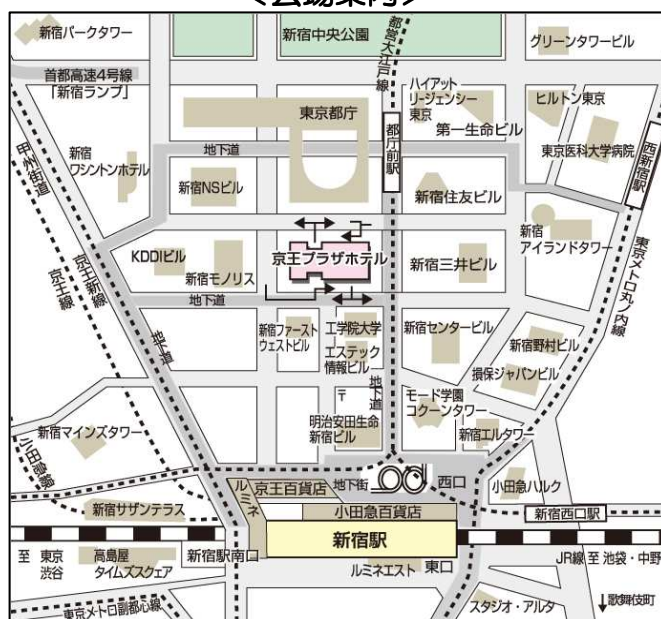 <会場案内>
新宿パークタワー
新宿中央公園
都営大江戸線
グリーンタワービル
首都高速4号線
「新宿ランプ」
ハイアット
リージェンシー
東京
ヒルトン東京
東京都庁
第一生命ビル
都庁前駅
西新宿駅
甲州街道
新宿
ワシントンホテル
地下道
東京医科大学病院
新宿NSビル
新宿住友ビル
京王新線
京王線
KDDIビル
新宿モノリス
京王プラザホテル
新宿三井ビル
新宿
アイランドタワー
東京メトロ丸ノ内線
地下道
地下道
新宿ファースト
ウェストビル
工学院大学
エステック
情報ビル
新宿センタービル
新宿野村ビル
損保ジャパンビル
地下道
〒
モード学園
コクーンタワー
明治安田生命
新宿ビル
新宿マインズタワー
新宿エルタワー
小田急線
ルミネ
京王百貨店
地下街
西口
小田急ハルク
新宿サザンテラス
小田急百貨店
新宿西口駅
新宿駅
至 東京
渋谷
高島屋
タイムズスクェア
新宿駅南口
ルミネエスト
東口
JR線 至 池袋・中野
東京メトロ副都心線
スタジオ・アルタ
↓歌舞伎町